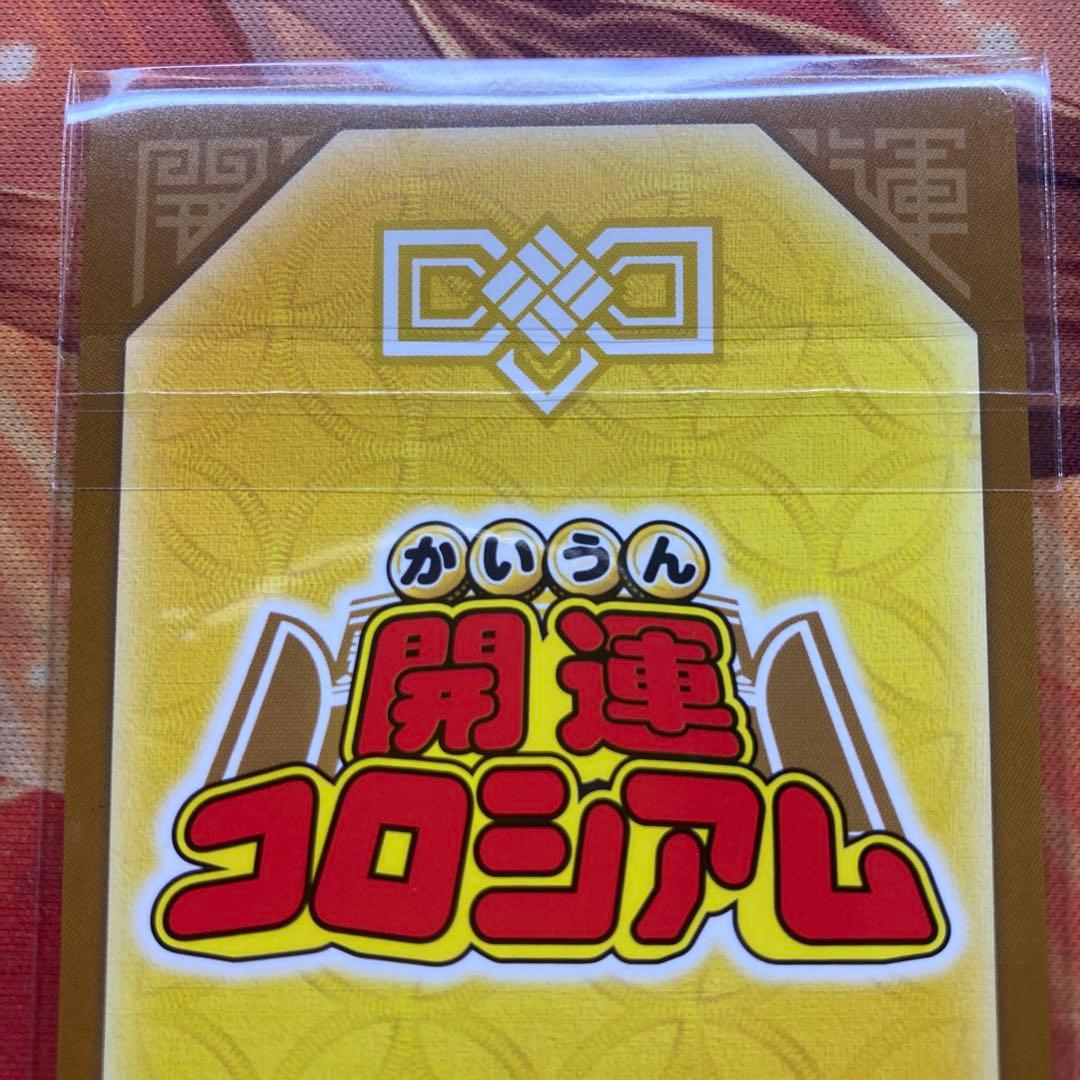 開 運
かいうん
開運
コロシアム